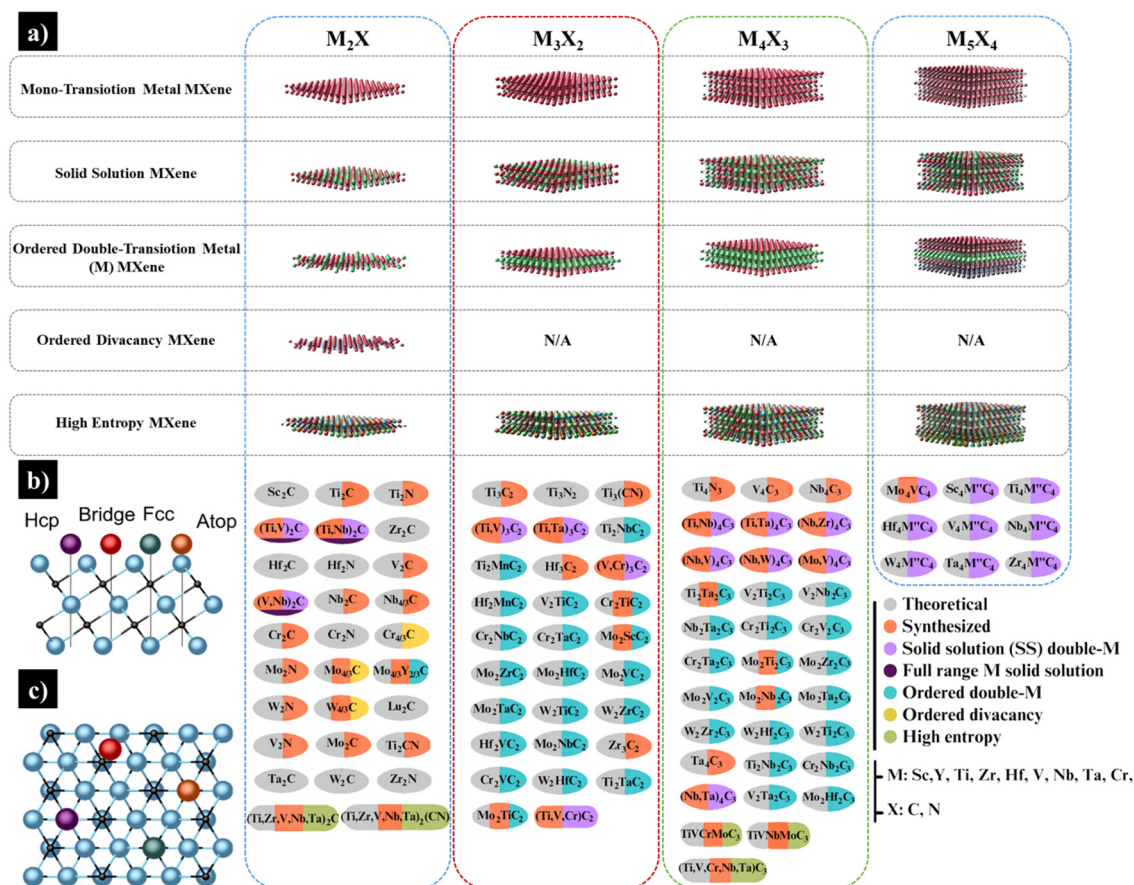 a)
M₂X
M₃X₂
M₄X₃
M₅X₄
Mono-Transiotion Metal MXene
Solid Solution MXene
Ordered Double-Transiotion Metal
(M) MXene
Ordered Divacancy MXene
N/A
N/A
N/A
High Entropy MXene
b)
Hcp
Bridge
Fcc
Atop
c)
Sc₂C Ti₂C Ti₂N
(Ti,V)₂C (Ti,Nb)₂C Zr₂C
Hf₂C Hf₂N V₂C
(V,Nb)₂C Nb₂C Nb₄/₃C
Cr₂C Cr₂N Cr₄/₃C
Mo₂N Mo₄/₃C Mo₄/₃Y₂/₃C
W₂N W₄/₃C Lu₂C
V₂N Mo₂C Ti₂CN
Ta₂C W₂C Zr₂N
(Ti,Zr,V,Nb,Ta)₂C (Ti,Zr,V,Nb,Ta)₂(CN)
Ti₃C₂ Ti₃N₂ Ti₃(CN)
(Ti,V)₃C₂ (Ti,Ta)₃C₂ Ti₂NbC₂
Ti₂MnC₂ Hf₃C₂ (V,Cr)₃C₂
Hf₂MnC₂ V₂TiC₂ Cr₂TiC₂
Cr₂NbC₂ Cr₂TaC₂ Mo₂ScC₂
Mo₂ZrC₂ Mo₂HfC₂ Mo₂VC₂
Mo₂TaC₂ W₂TiC₂ W₂ZrC₂
Hf₂VC₂ Mo₂NbC₂ Zr₃C₂
Cr₂VC₂ W₂HfC₂ Ti₂TaC₂
Mo₂TiC₂ (Ti,V,Cr)C₂
Ti₄N₃ V₄C₃ Nb₄C₃
(Ti,Nb)₄C₃ (Ti,Ta)₄C₃ (Nb,Zr)₄C₃
(Nb,V)₄C₃ (Nb,W)₄C₃ (Mo,V)₄C₃
Ti₂Ta₂C₃ V₂Ti₂C₃ V₂Nb₂C₃
Nb₂Ta₂C₃ Cr₂Ti₂C₃ Cr₂V₂C₃
Cr₂Ta₂C₃ Mo₂Ti₂C₃ Mo₂Zr₂C₃
Mo₂V₂C₃ Mo₂Nb₂C₃ Mo₂Ta₂C₃
W₂Zr₂C₃ W₂Hf₂C₃ W₂Ti₂C₃
Ta₄C₃ Ti₂Nb₂C₃ Cr₂Nb₂C₃
(Nb,Ta)₄C₃ V₂Ta₂C₃ Mo₂Hf₂C₃
TiVCrMoC₃ TiVNbMoC₃
(Ti,V,Cr,Nb,Ta)C₃
Mo₄VC₄ Sc₄M"C₄ Ti₄M"C₄
Hf₄M"C₄ V₄M"C₄ Nb₄M"C₄
W₄M"C₄ Ta₄M"C₄ Zr₄M"C₄
Theoretical
Synthesized
Solid solution (SS) double-M
Full range M solid solution
Ordered double-M
Ordered divacancy
High entropy
M: Sc,Y, Ti, Zr, Hf, V, Nb, Ta, Cr,
X: C, N